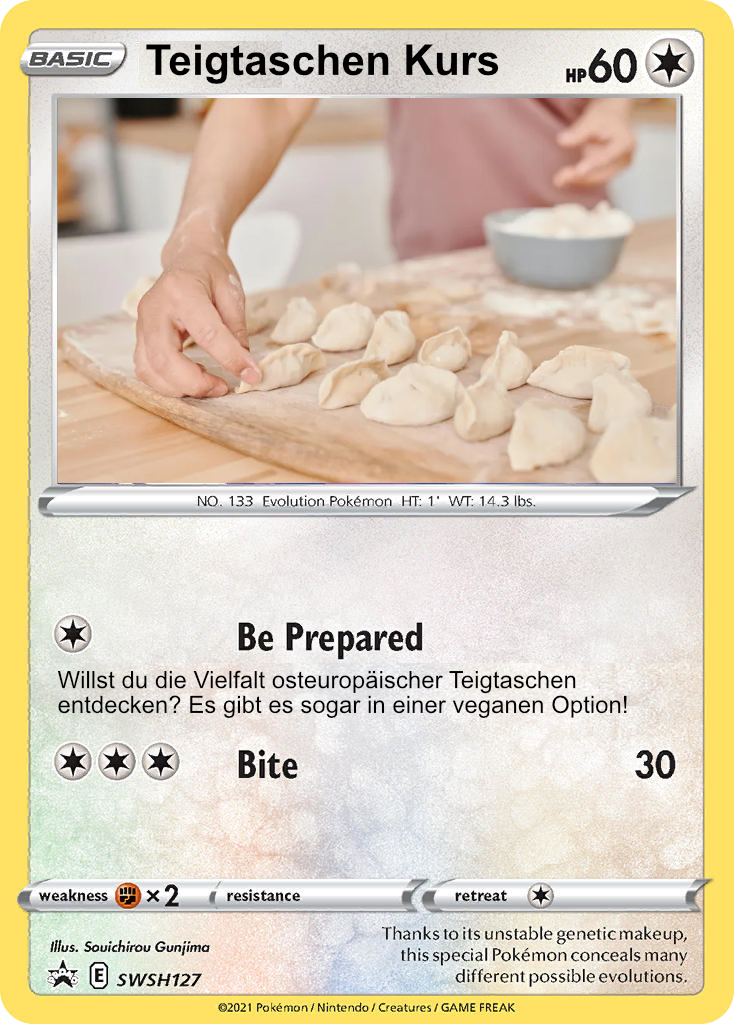 BASIC Teigtaschen Kurs HP60
NO. 133 Evolution Pokémon HT: 1' WT: 14.3 lbs.
Be Prepared
Willst du die Vielfalt osteuropäischer Teigtaschen
entdecken? Es gibt es sogar in einer veganen Option!
Bite 30
weakness ×2 resistance retreat
Illus. Souichirou Gunjima
Thanks to its unstable genetic makeup,
this special Pokémon conceals many
different possible evolutions.
E SWSH127
©2021 Pokémon / Nintendo / Creatures / GAME FREAK